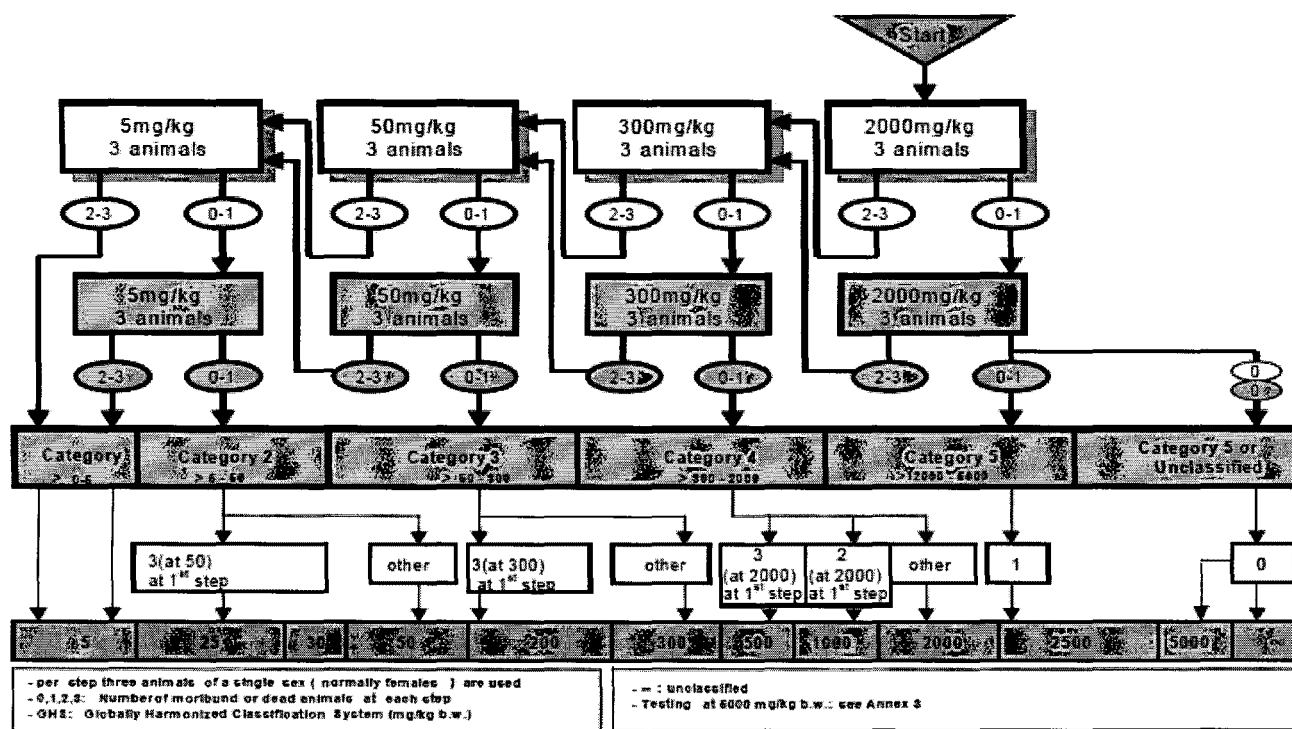 Start
5mg/kg
3 animals
50mg/kg
3 animals
300mg/kg
3 animals
2000mg/kg
3 animals
2-3
0-1
2-3
0-1
2-3
0-1
2-3
0-1
5mg/kg
3 animals
50mg/kg
3 animals
300mg/kg
3 animals
2000mg/kg
3 animals
2-3
0-1
2-3
0-1
2-3
0-1
2-3
0-1
0
0
Category
Category 2
Category 3
Category 4
> 300 - 2000
Category 5
Category 5 or
Unclassified
3(at 50)
at 1st step
other
3(at 300)
at 1st step
other
3
(at 2000)
at 1st step
2
(at 2000)
at 1st step
other
1
0
5
25
30
50
200
300
500
1000
2000
2500
5000
- per step three animals of a single sex ( normally females ) are used
- 0,1,2,3: Number of moribund or dead animals at each step
- GHS: Globally Harmonized Classification System (mg/kg b.w.)
- ∞ : unclassified
- Testing at 5000 mg/kg b.w.: see Annex 3